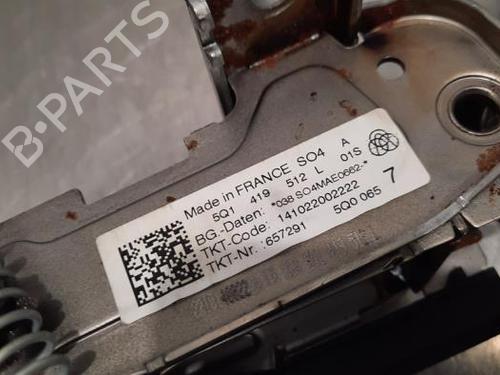 Made in FRANCE SO4 A
5Q1 419 512 L 01S
BG.-Daten: *038 SO4MAE0662-*
TKT-Code: 141022002222
TKT-Nr.: 657291 5Q0 065 7
B-PARTS